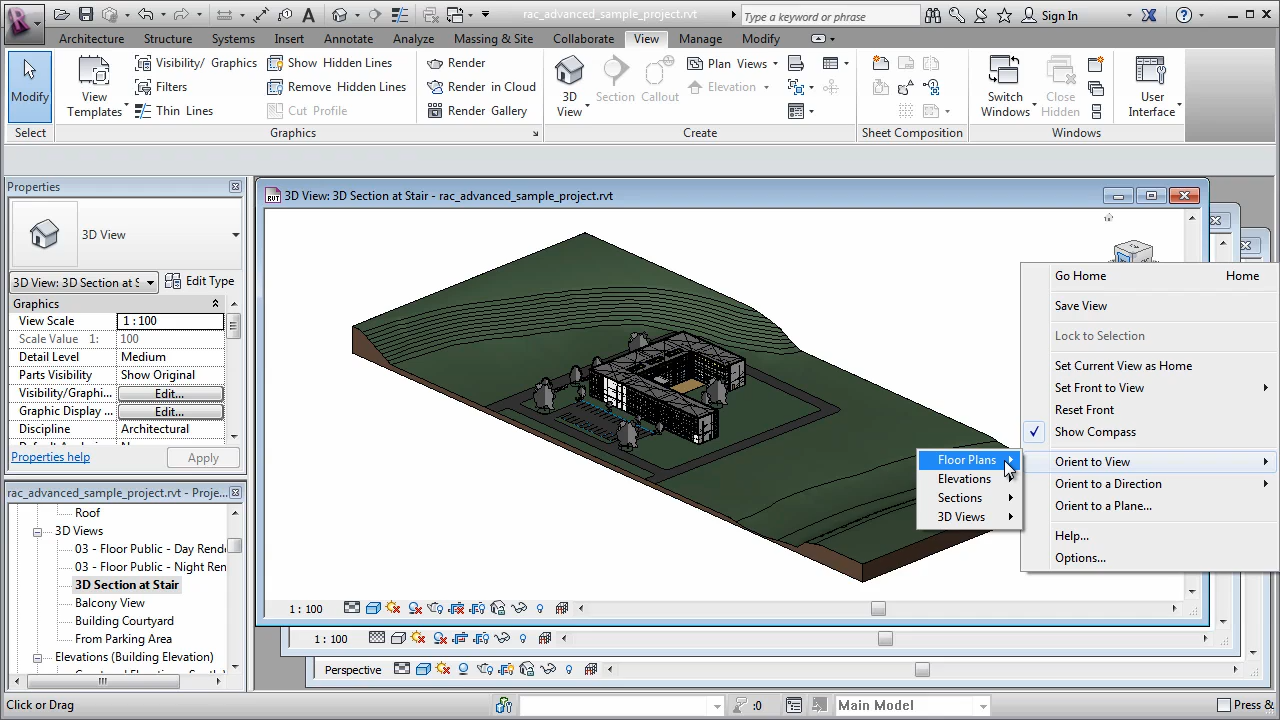 rac_advanced_sample_project.rvt
Type a keyword or phrase
Sign In
Architecture Structure Systems Insert Annotate Analyze Massing & Site Collaborate View Manage Modify
Modify
View Templates
Visibility/ Graphics
Filters
Thin Lines
Show Hidden Lines
Remove Hidden Lines
Cut Profile
Render
Render in Cloud
Render Gallery
3D View
Section
Callout
Plan Views
Elevation
Switch Windows
Close Hidden
User Interface
Select Graphics Create Sheet Composition Windows
Properties
3D View
3D View: 3D Section at S
Edit Type
Graphics
View Scale 1 : 100
Scale Value 1: 100
Detail Level Medium
Parts Visibility Show Original
Visibility/Graphi... Edit...
Graphic Display ... Edit...
Discipline Architectural
Properties help Apply
rac_advanced_sample_project.rvt - Proje...
Roof
3D Views
03 - Floor Public - Day Rend
03 - Floor Public - Night Ren
3D Section at Stair
Balcony View
Building Courtyard
From Parking Area
Elevations (Building Elevation)
3D View: 3D Section at Stair - rac_advanced_sample_project.rvt
Go Home Home
Save View
Lock to Selection
Set Current View as Home
Set Front to View
Reset Front
Show Compass
Orient to View
Orient to a Direction
Orient to a Plane...
Help...
Options...
Floor Plans
Elevations
Sections
3D Views
1 : 100
1 : 100
Perspective
Click or Drag
:0
Main Model
Press &